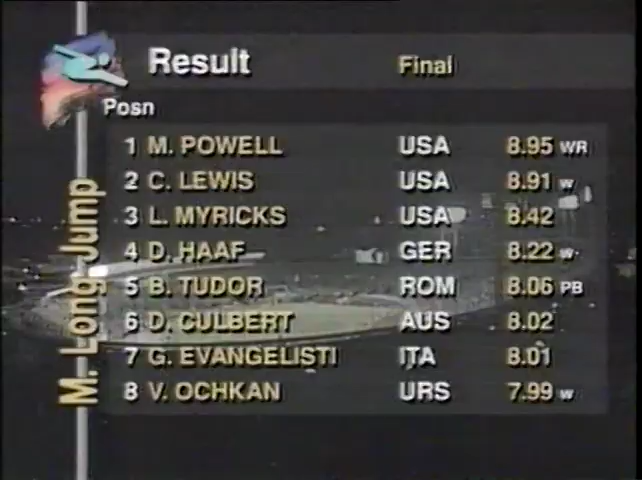 Result Final
Posn
M. Long Jump
1 M. POWELL USA 8.95 WR
2 C. LEWIS USA 8.91 W
3 L. MYRICKS USA 8.42
4 D. HAAF GER 8.22 W
5 B. TUDOR ROM 8.06 PB
6 D. CULBERT AUS 8.02
7 G. EVANGELISTI ITA 8.01
8 V. OCHKAN URS 7.99 W